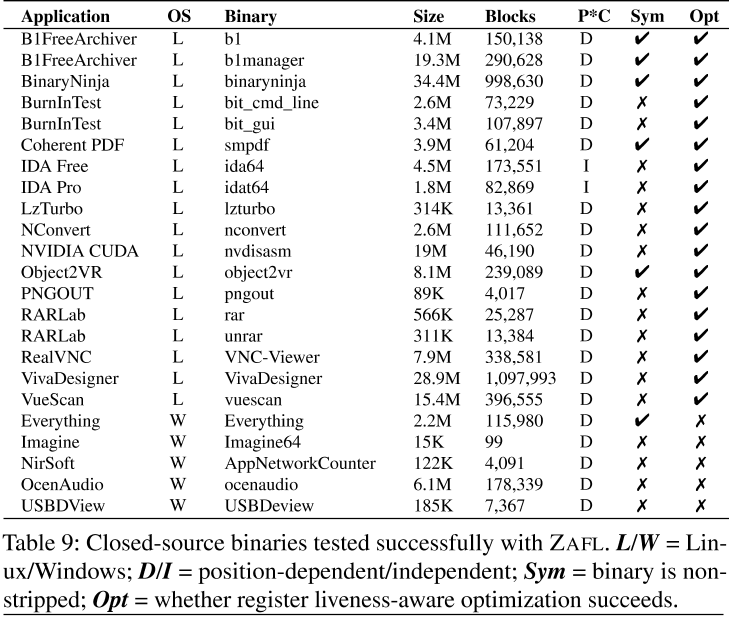 Application OS Binary Size Blocks P*C Sym Opt
B1FreeArchiver L b1 4.1M 150,138 D ✔ ✔
B1FreeArchiver L b1manager 19.3M 290,628 D ✔ ✔
BinaryNinja L binaryninja 34.4M 998,630 D ✔ ✔
BurnInTest L bit_cmd_line 2.6M 73,229 D ✗ ✔
BurnInTest L bit_gui 3.4M 107,897 D ✗ ✔
Coherent PDF L smpdf 3.9M 61,204 D ✔ ✔
IDA Free L ida64 4.5M 173,551 I ✗ ✔
IDA Pro L idat64 1.8M 82,869 I ✗ ✔
LzTurbo L lzturbo 314K 13,361 D ✗ ✔
NConvert L nconvert 2.6M 111,652 D ✗ ✔
NVIDIA CUDA L nvdisasm 19M 46,190 D ✗ ✔
Object2VR L object2vr 8.1M 239,089 D ✔ ✔
PNGOUT L pngout 89K 4,017 D ✗ ✔
RARLab L rar 566K 25,287 D ✗ ✔
RARLab L unrar 311K 13,384 D ✗ ✔
RealVNC L VNC-Viewer 7.9M 338,581 D ✗ ✔
VivaDesigner L VivaDesigner 28.9M 1,097,993 D ✗ ✔
VueScan L vuescan 15.4M 396,555 D ✗ ✔
Everything W Everything 2.2M 115,980 D ✔ ✗
Imagine W Imagine64 15K 99 D ✗ ✗
NirSoft W AppNetworkCounter 122K 4,091 D ✗ ✗
OcenAudio W ocenaudio 6.1M 178,339 D ✗ ✗
USBDView W USBDeview 185K 7,367 D ✗ ✗
Table 9: Closed-source binaries tested successfully with ZAFL. L/W = Lin-
ux/Windows; D/I = position-dependent/independent; Sym = binary is non-
stripped; Opt = whether register liveness-aware optimization succeeds.